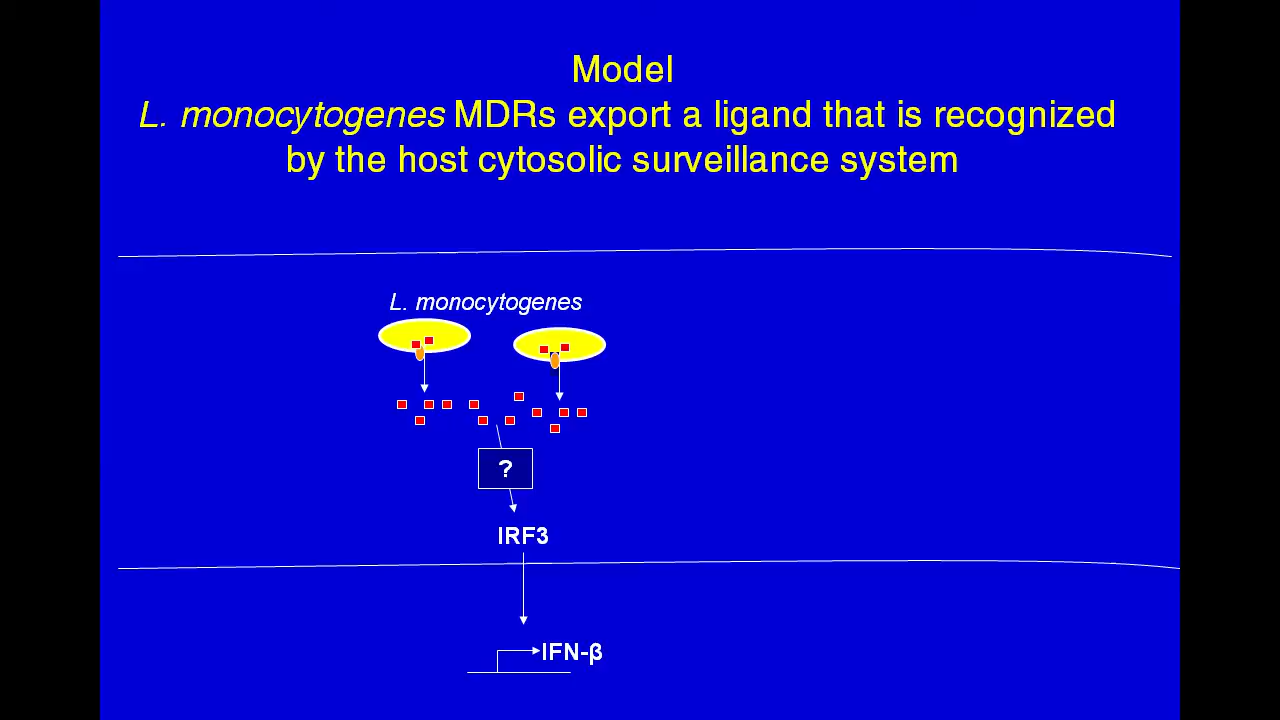 Model
L. monocytogenes MDRs export a ligand that is recognized
by the host cytosolic surveillance system
L. monocytogenes
?
IRF3
IFN-β